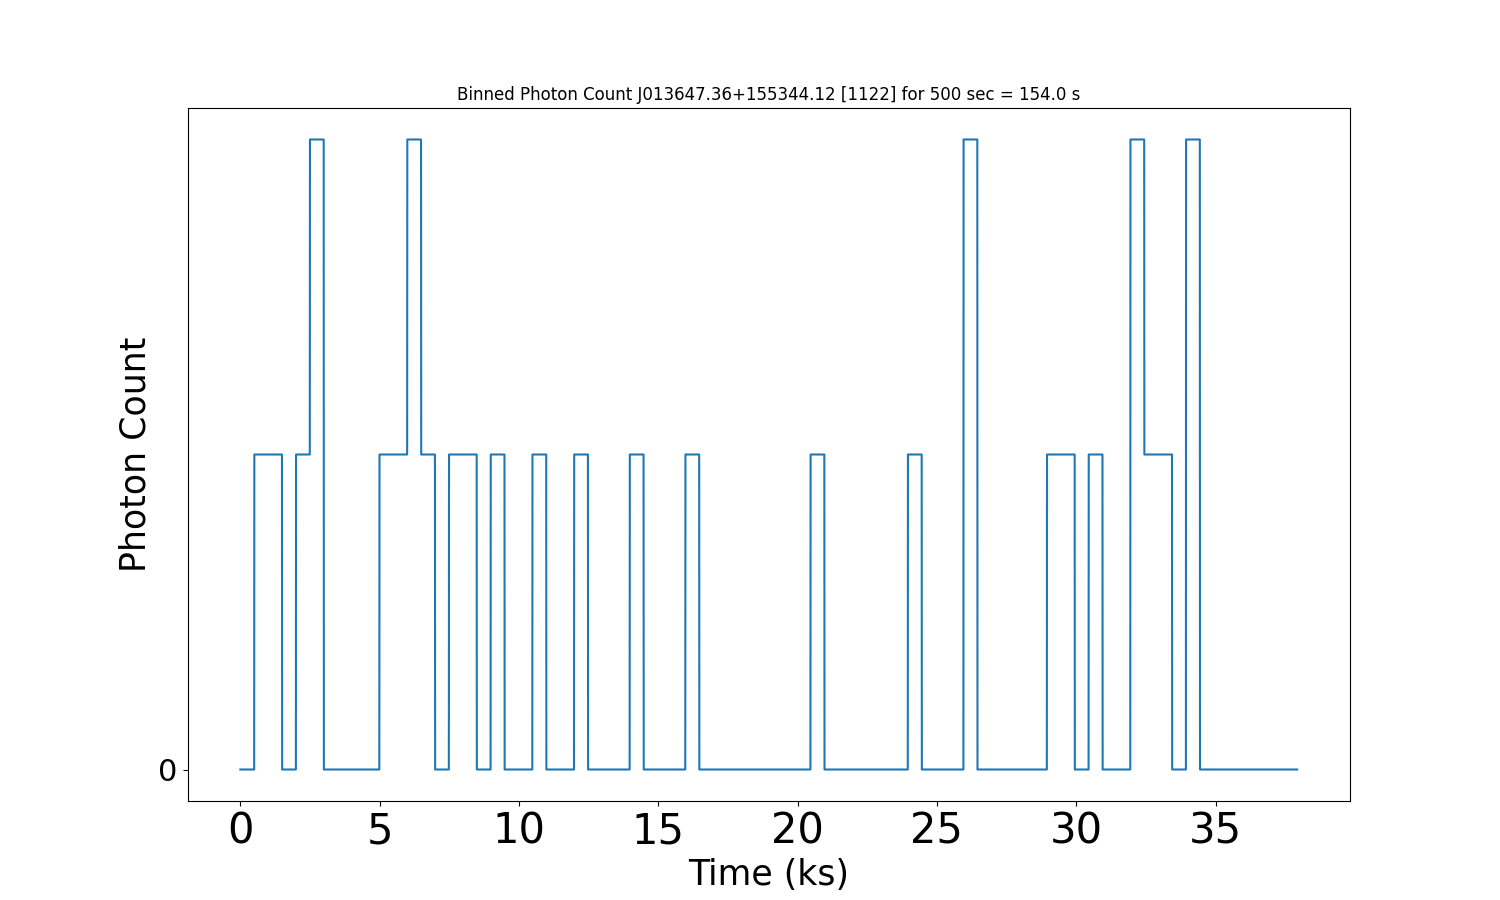 Binned Photon Count J013647.36+155344.12 [1122] for 500 sec = 154.0 s
Photon Count
0
0 5 10 15 20 25 30 35
Time (ks)